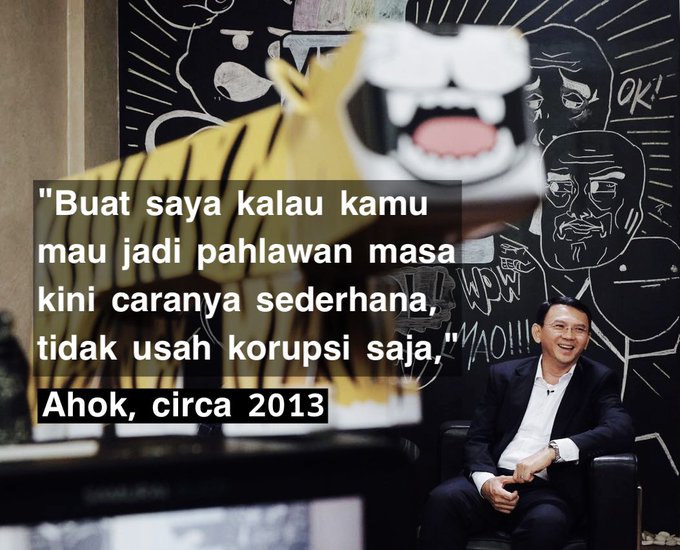 OK!
"Buat saya kalau kamu
mau jadi pahlawan masa
kini caranya sederhana,
tidak usah korupsi saja,"
WOW
MAO!!!
Ahok, circa 2013